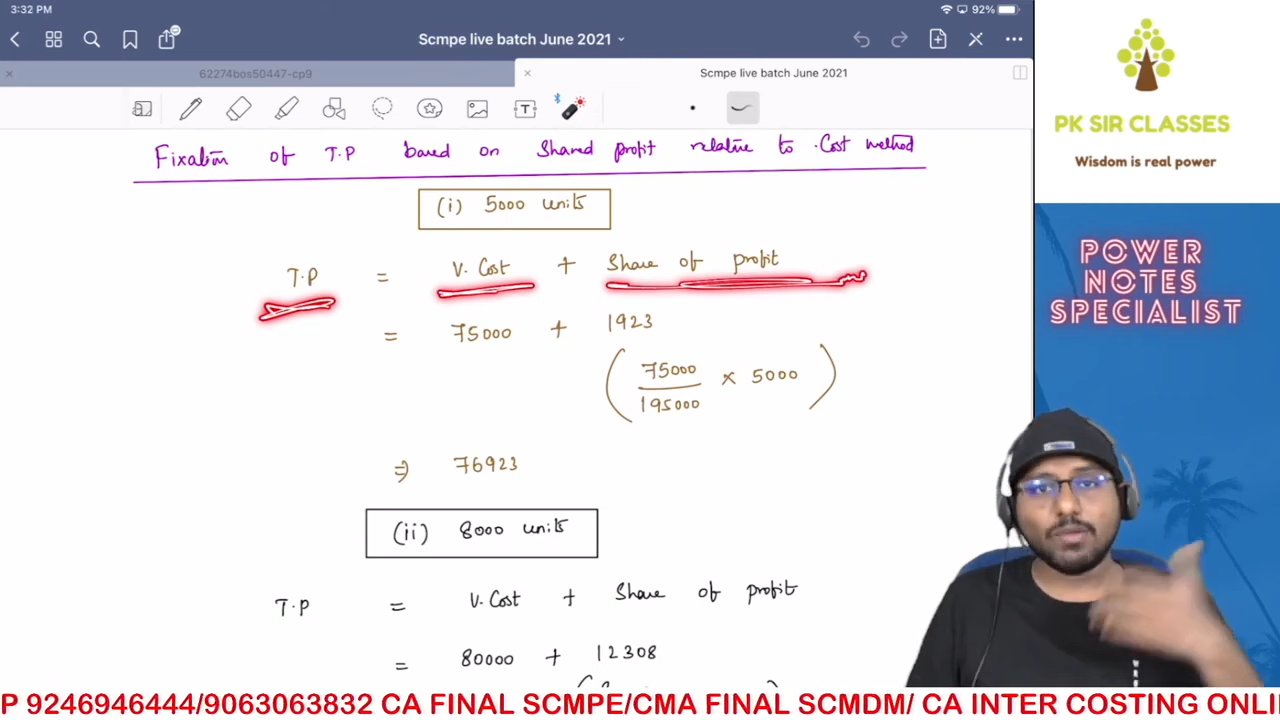 3:32 PM
92%
Scmpe live batch June 2021
62274bos50447-cp9
Scmpe live batch June 2021
Fixation of T.P based on Shared profit relative to Cost method
(i) 5000 units
T.P = V. Cost + Share of profit
= 75000 + 1923
( 75000 / 195000 × 5000 )
⇒ 76923
(ii) 8000 units
T.P = V. Cost + Share of profit
= 80000 + 12308
PK SIR CLASSES
Wisdom is real power
POWER
NOTES
SPECIALIST
P 9246946444/9063063832 CA FINAL SCMPE/CMA FINAL SCMDM/ CA INTER COSTING ONLI